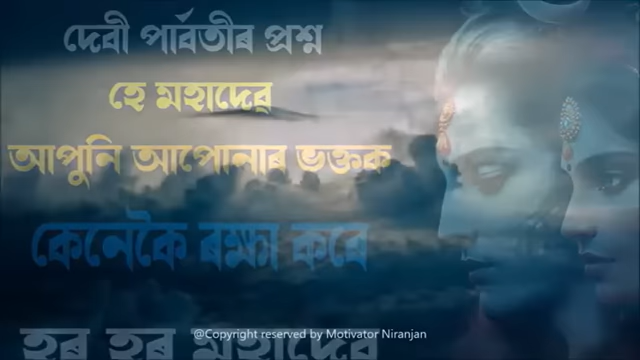 দেৱী পাৰ্বতীৰ প্ৰশ্ন
হে মহাদেৱ
আপুনি আপোনাৰ ভক্তক
কেনেকৈ ৰক্ষা কৰে
হৰ হৰ মহাদেৱ
@Copyright reserved by Motivator Niranjan